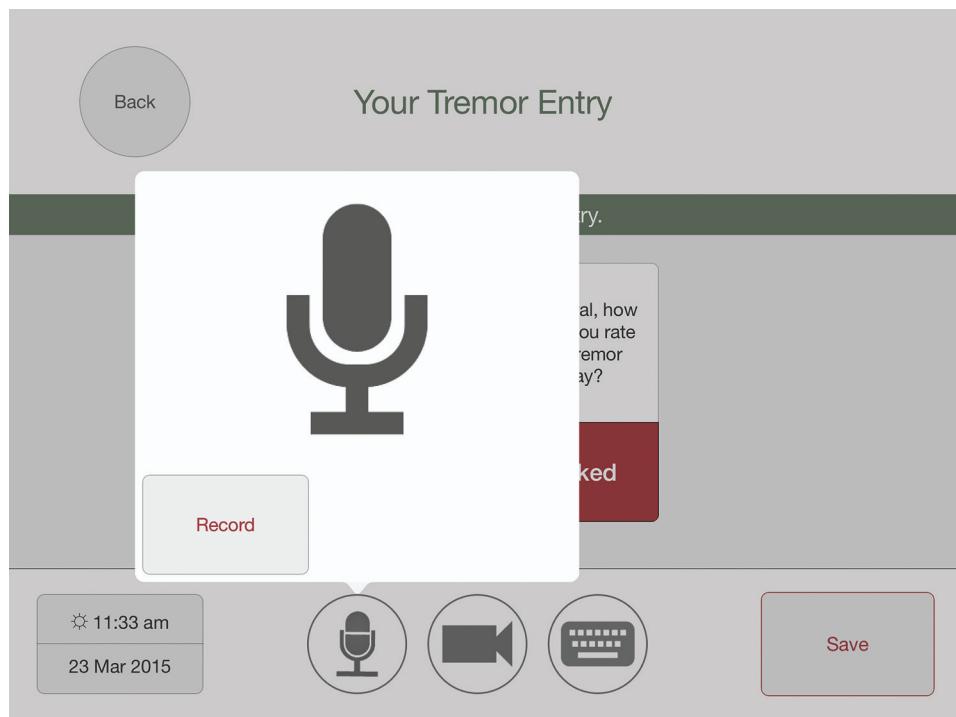 Back
Your Tremor Entry
try.
al, how
ou rate
remor
ay?
ked
Record
11:33 am
23 Mar 2015
Save